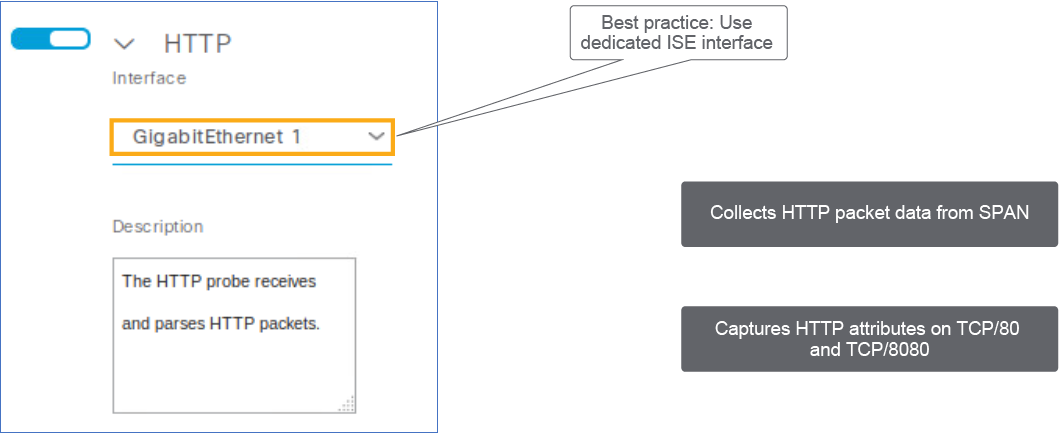 HTTP
Interface
GigabitEthernet 1
Best practice: Use
dedicated ISE interface
Description
The HTTP probe receives
and parses HTTP packets.
Collects HTTP packet data from SPAN
Captures HTTP attributes on TCP/80
and TCP/8080